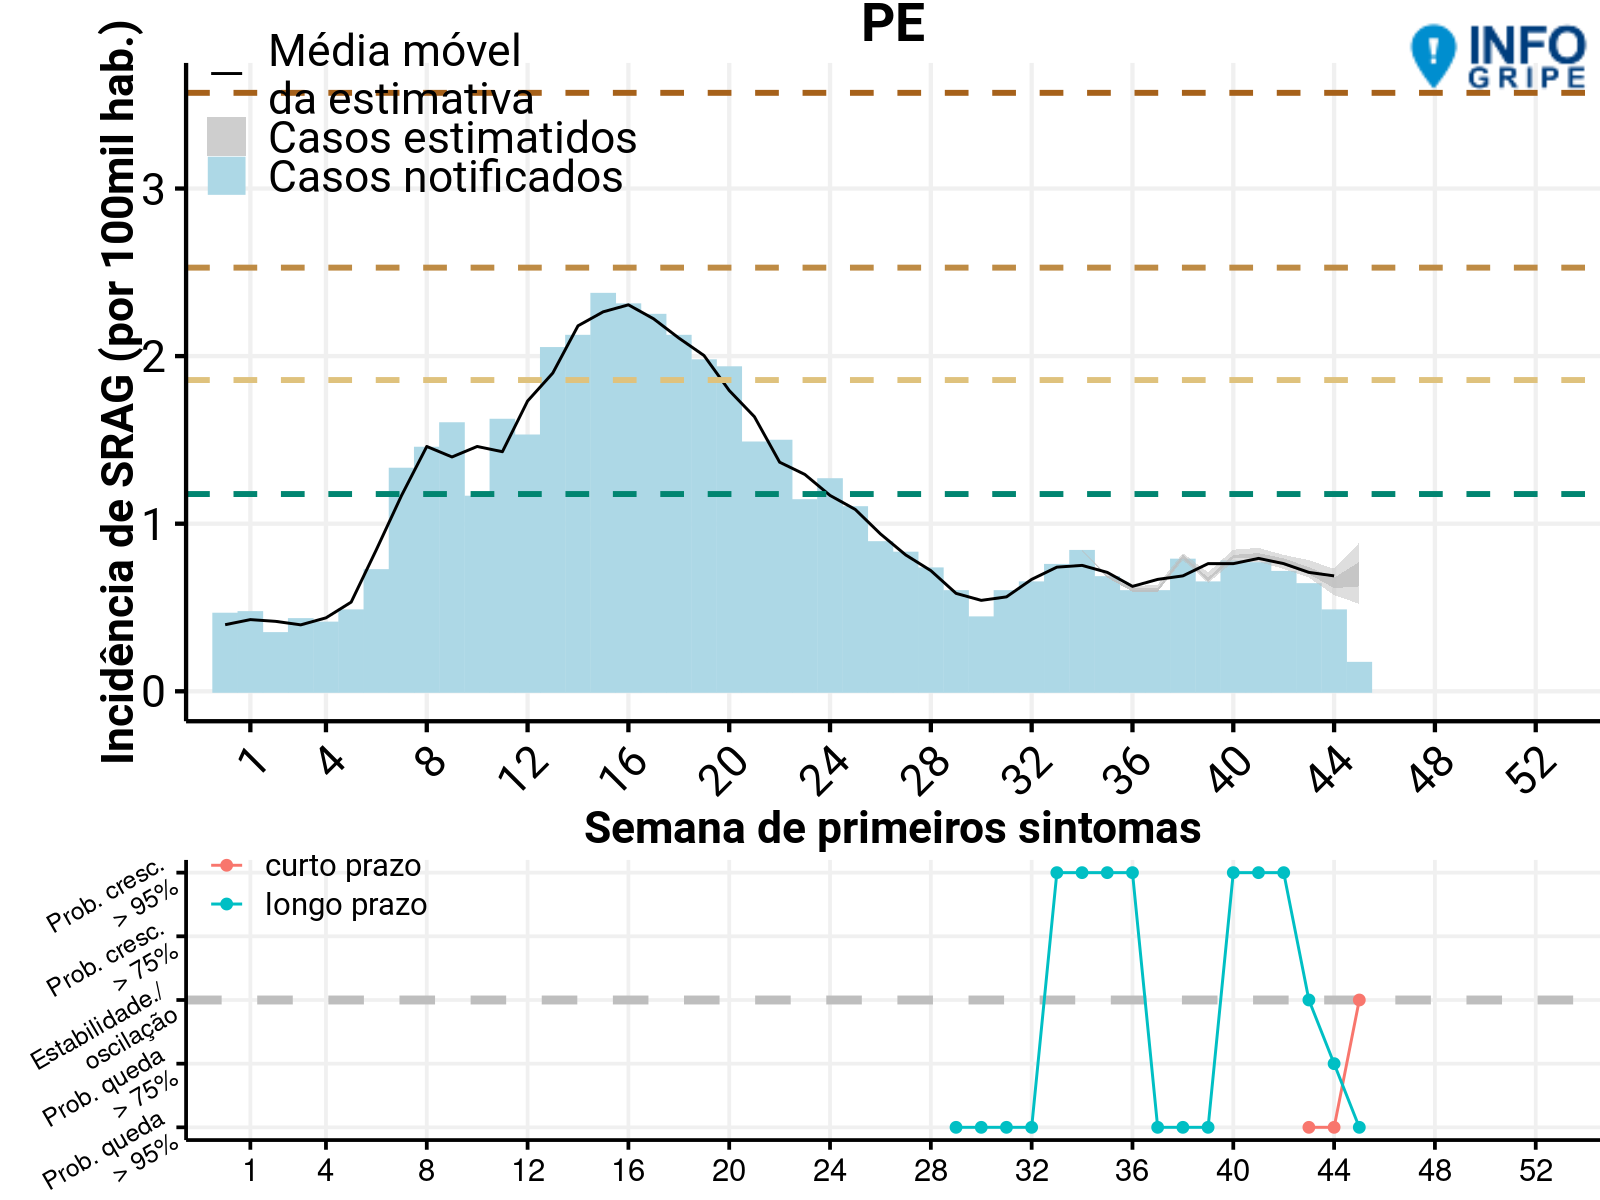 PE
INFO
GRIPE
Média móvel
da estimativa
Casos estimatidos
Casos notificados
Incidência de SRAG (por 100mil hab.)
3
2
1
0
1 4 8 12 16 20 24 28 32 36 40 44 48 52
Semana de primeiros sintomas
curto prazo
longo prazo
Prob. cresc.
> 95%
Prob. cresc.
> 75%
Estabilidade./
oscilação
Prob. queda
> 75%
Prob. queda
> 95%
1 4 8 12 16 20 24 28 32 36 40 44 48 52